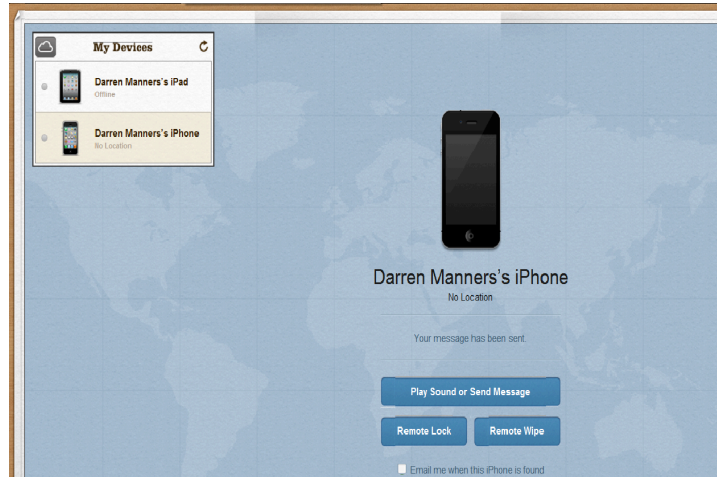 My Devices
Darren Manners's iPad
Offline
Darren Manners's iPhone
No Location
Darren Manners's iPhone
No Location
Your message has been sent.
Play Sound or Send Message
Remote Lock
Remote Wipe
Email me when this iPhone is found